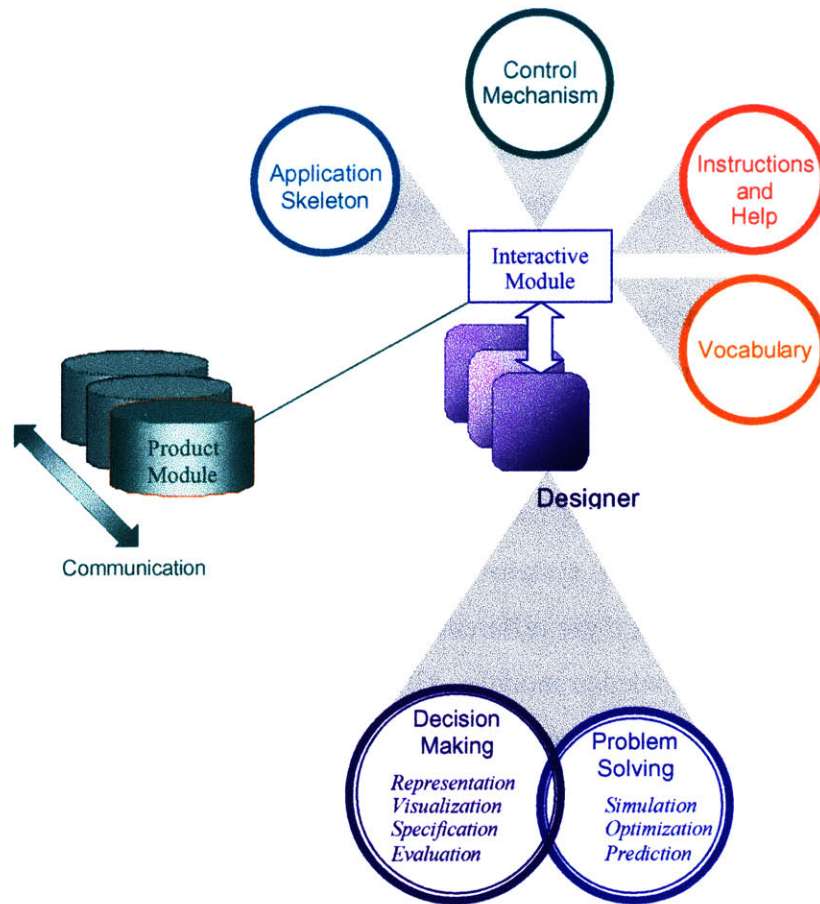 Control
Mechanism
Application
Skeleton
Instructions
and
Help
Interactive
Module
Vocabulary
Product
Module
Designer
Communication
Decision
Making
Representation
Visualization
Specification
Evaluation
Problem
Solving
Simulation
Optimization
Prediction